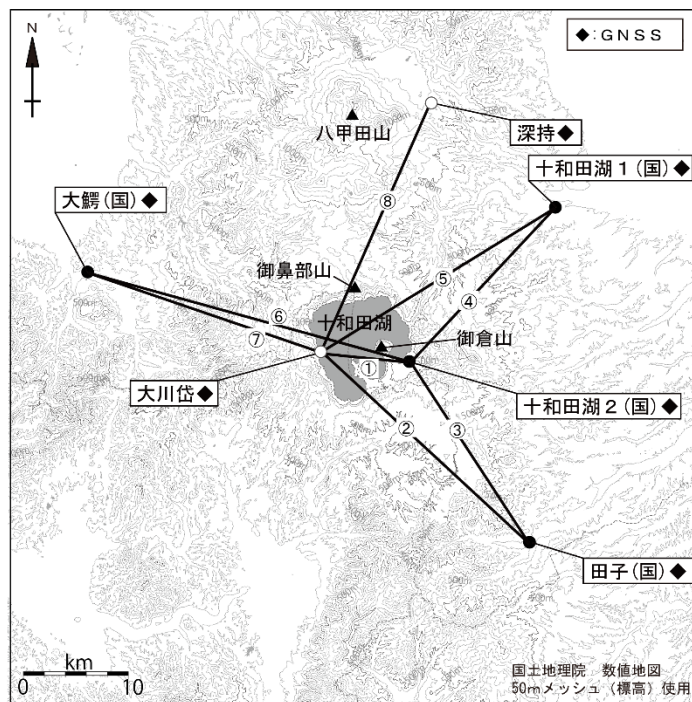 N
◆:GNSS
八甲田山
深持◆
十和田湖1(国)◆
大鰐(国)◆
⑧
御鼻部山
⑤
④
⑥
十和田湖
御倉山
⑦
①
大川岱◆
十和田湖2(国)◆
②
③
田子(国)◆
km
0 10
国土地理院 数値地図
50mメッシュ(標高)使用